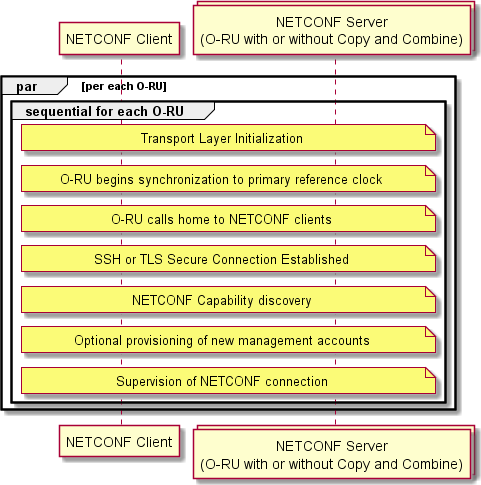 NETCONF Client
NETCONF Server
(O-RU with or without Copy and Combine)
par
[per each O-RU]
sequential for each O-RU
Transport Layer Initialization
O-RU begins synchronization to primary reference clock
O-RU calls home to NETCONF clients
SSH or TLS Secure Connection Established
NETCONF Capability discovery
Optional provisioning of new management accounts
Supervision of NETCONF connection
NETCONF Client
NETCONF Server
(O-RU with or without Copy and Combine)